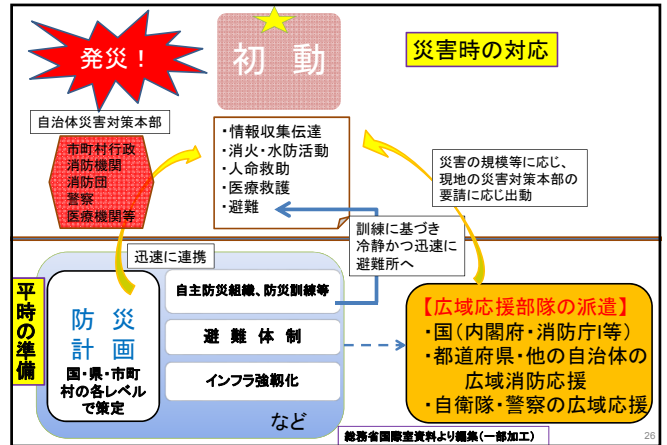 発災！
初 動
災害時の対応
自治体災害対策本部
市町村行政
消防機関
消防団
警察
医療機関等
・情報収集伝達
・消火・水防活動
・人命救助
・医療救護
・避難
災害の規模等に応じ、
現地の災害対策本部の
要請に応じ出動
訓練に基づき
冷静かつ迅速に
避難所へ
迅速に連携
平時の準備
防 災
計 画
国・県・市町
村の各レベル
で策定
自主防災組織、防災訓練等
避 難 体 制
インフラ強靭化
など
【広域応援部隊の派遣】
・国（内閣府・消防庁Ⅰ等）
・都道府県・他の自治体の
広域消防応援
・自衛隊・警察の広域応援
総務省国際室資料より編集（一部加工）
26